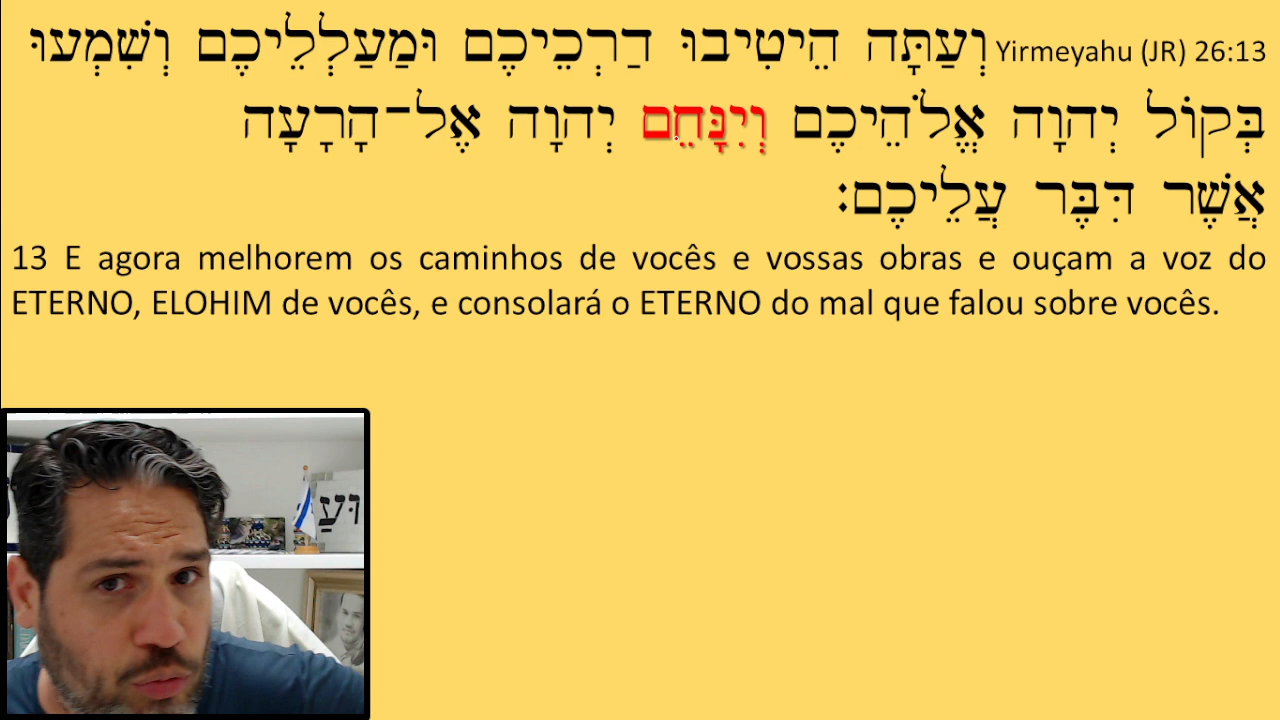 Yirmeyahu (JR) 26:13 וְעַתָּה הֵיטִיבוּ דַרְכֵיכֶם וּמַעַלְלֵיכֶם וְשִׁמְעוּ
בְּקוֹל יְהוָה אֱלֹהֵיכֶם וְיִנָּחֵם יְהוָה אֶל־הָרָעָה
אֲשֶׁר דִּבֶּר עֲלֵיכֶם׃
13 E agora melhorem os caminhos de vocês e vossas obras e ouçam a voz do
ETERNO, ELOHIM de vocês, e consolará o ETERNO do mal que falou sobre vocês.